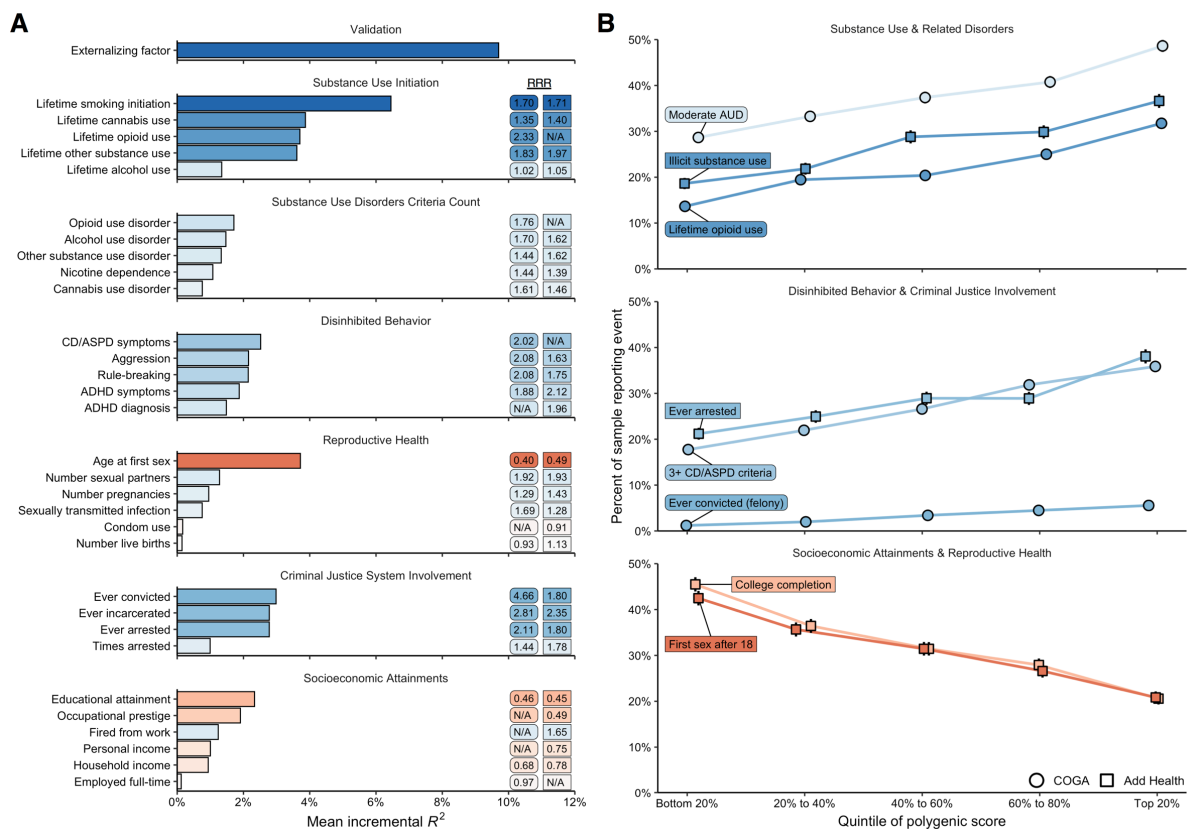 A
Validation
Externalizing factor
Substance Use Initiation
RRR
Lifetime smoking initiation 1.70 1.71
Lifetime cannabis use 1.35 1.40
Lifetime opioid use 2.33 N/A
Lifetime other substance use 1.83 1.97
Lifetime alcohol use 1.02 1.05
Substance Use Disorders Criteria Count
Opioid use disorder 1.76 N/A
Alcohol use disorder 1.70 1.62
Other substance use disorder 1.44 1.62
Nicotine dependence 1.44 1.39
Cannabis use disorder 1.61 1.46
Disinhibited Behavior
CD/ASPD symptoms 2.02 N/A
Aggression 2.08 1.63
Rule-breaking 2.08 1.75
ADHD symptoms 1.88 2.12
ADHD diagnosis N/A 1.96
Reproductive Health
Age at first sex 0.40 0.49
Number sexual partners 1.92 1.93
Number pregnancies 1.29 1.43
Sexually transmitted infection 1.69 1.28
Condom use N/A 0.91
Number live births 0.93 1.13
Criminal Justice System Involvement
Ever convicted 4.66 1.80
Ever incarcerated 2.81 2.35
Ever arrested 2.11 1.80
Times arrested 1.44 1.78
Socioeconomic Attainments
Educational attainment 0.46 0.45
Occupational prestige N/A 0.49
Fired from work N/A 1.65
Personal income N/A 0.75
Household income 0.68 0.78
Employed full-time 0.97 N/A
0% 2% 4% 6% 8% 10% 12%
Mean incremental R²
B
Percent of sample reporting event
Substance Use & Related Disorders
50%
40%
30%
20%
10%
0%
Moderate AUD
Illicit substance use
Lifetime opioid use
Disinhibited Behavior & Criminal Justice Involvement
50%
40%
30%
20%
10%
0%
Ever arrested
3+ CD/ASPD criteria
Ever convicted (felony)
Socioeconomic Attainments & Reproductive Health
50%
40%
30%
20%
10%
0%
College completion
First sex after 18
COGA Add Health
Bottom 20% 20% to 40% 40% to 60% 60% to 80% Top 20%
Quintile of polygenic score